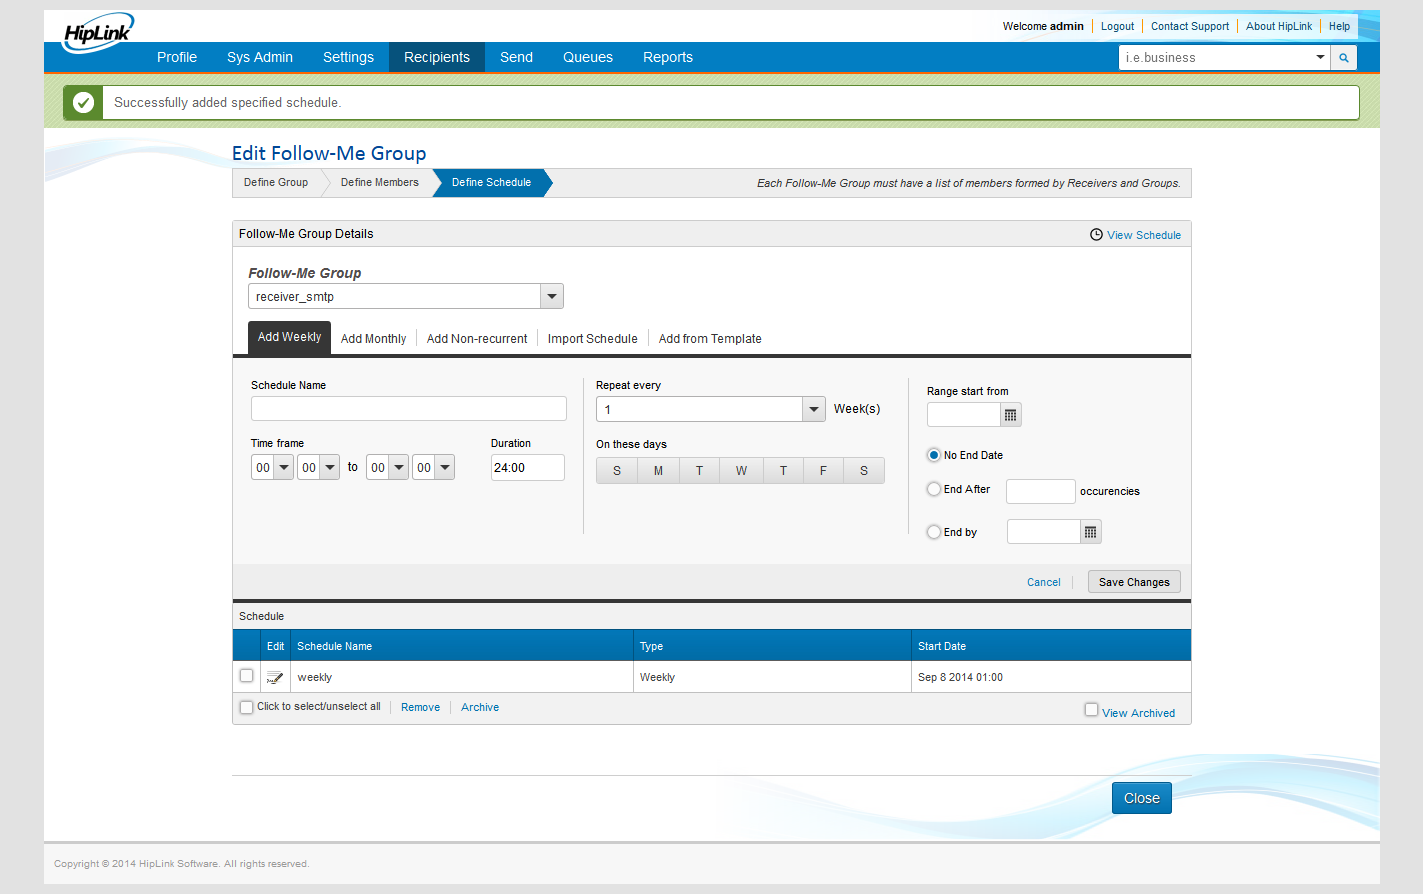 HipLink
Welcome admin Logout Contact Support About HipLink Help
Profile Sys Admin Settings Recipients Send Queues Reports i.e.business
Successfully added specified schedule.
Edit Follow-Me Group
Define Group Define Members Define Schedule Each Follow-Me Group must have a list of members formed by Receivers and Groups.
Follow-Me Group Details View Schedule
Follow-Me Group
receiver_smtp
Add Weekly Add Monthly Add Non-recurrent Import Schedule Add from Template
Schedule Name Repeat every Range start from
1 Week(s)
Time frame Duration On these days
00 00 to 00 00 24:00 S M T W T F S
No End Date
End After occurencies
End by
Cancel Save Changes
Schedule
Edit Schedule Name Type Start Date
weekly Weekly Sep 8 2014 01:00
Click to select/unselect all Remove Archive View Archived
Close
Copyright © 2014 HipLink Software. All rights reserved.